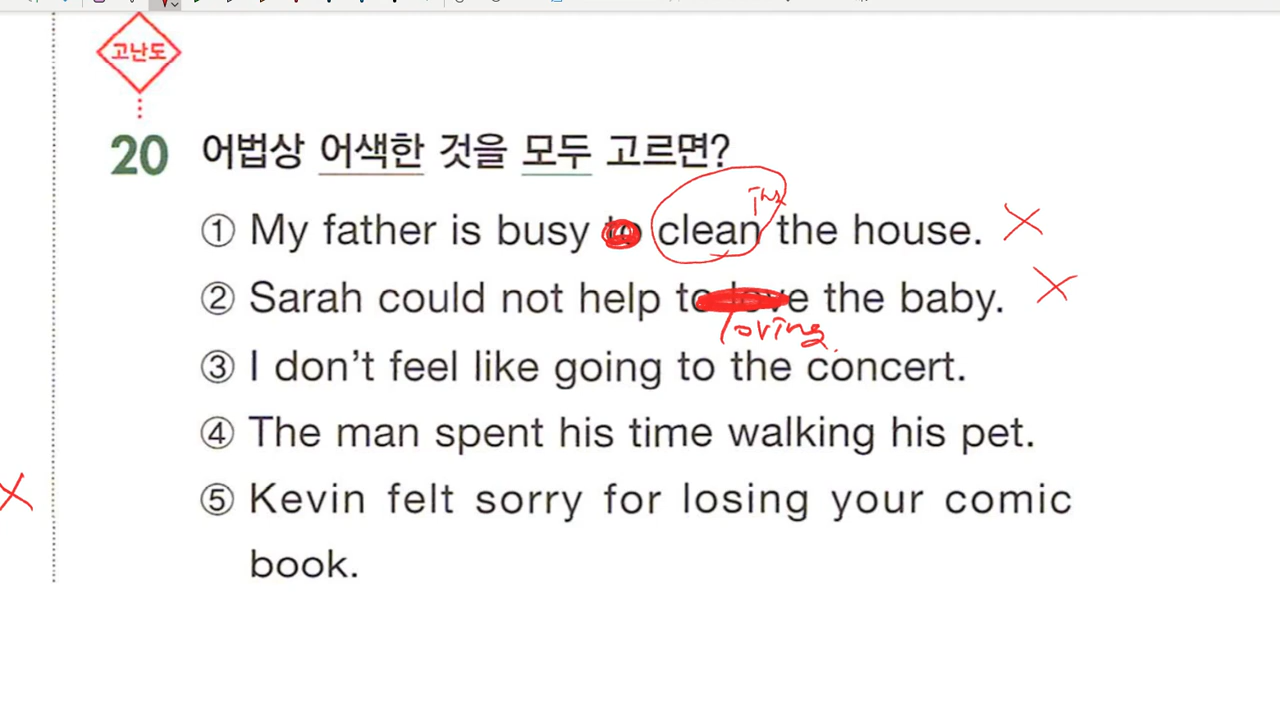 고난도
20 어법상 어색한 것을 모두 고르면?
ing
① My father is busy to clean the house. X
② Sarah could not help to love the baby. X
loving
③ I don't feel like going to the concert.
④ The man spent his time walking his pet.
X
⑤ Kevin felt sorry for losing your comic
book.